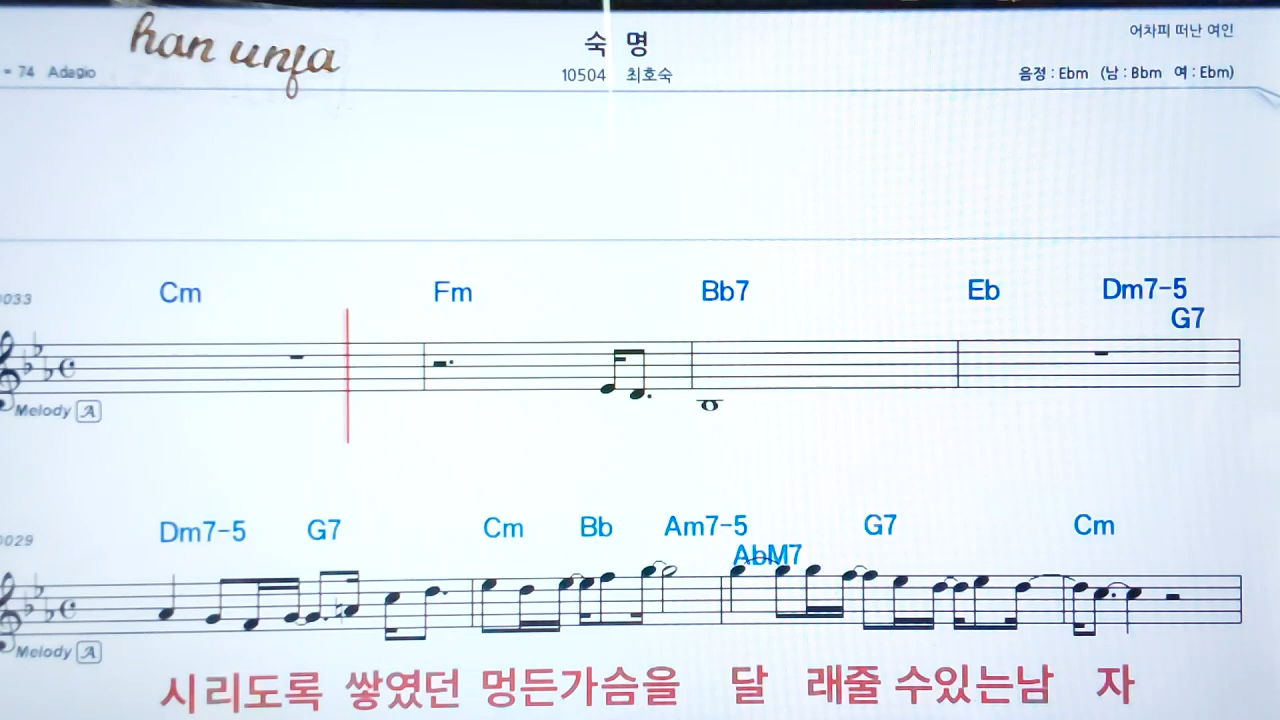 han unja
숙 명
어차피 떠난 여인
= 74 Adagio
10504 최호숙
음정 : Ebm (남 : Bbm 여 : Ebm)
Cm Fm Bb7 Eb Dm7-5
G7
0033
Melody A
Dm7-5 G7 Cm Bb Am7-5 G7 Cm
AbM7
0029
Melody A
시리도록 쌓였던 멍든가슴을 달 래줄 수있는남 자